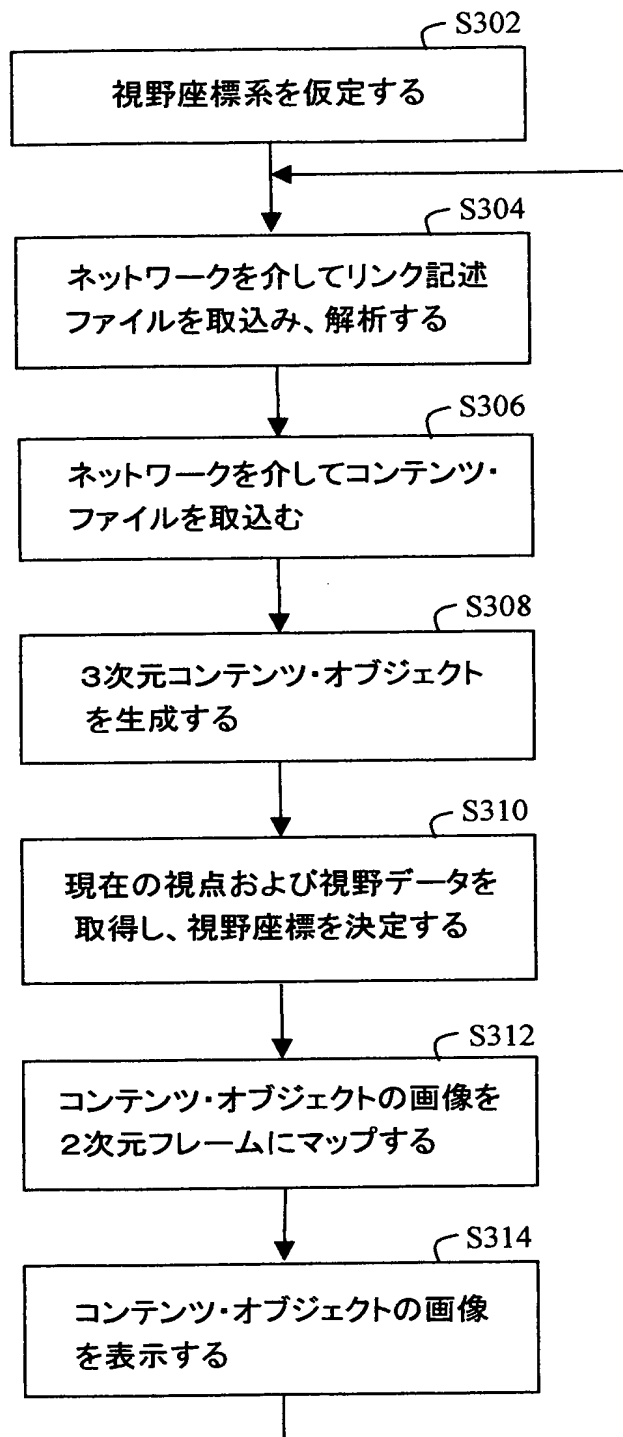 S302
視野座標系を仮定する
S304
ネットワークを介してリンク記述
ファイルを取込み、解析する
S306
ネットワークを介してコンテンツ・
ファイルを取込む
S308
３次元コンテンツ・オブジェクト
を生成する
S310
現在の視点および視野データを
取得し、視野座標を決定する
S312
コンテンツ・オブジェクトの画像を
２次元フレームにマップする
S314
コンテンツ・オブジェクトの画像
を表示する